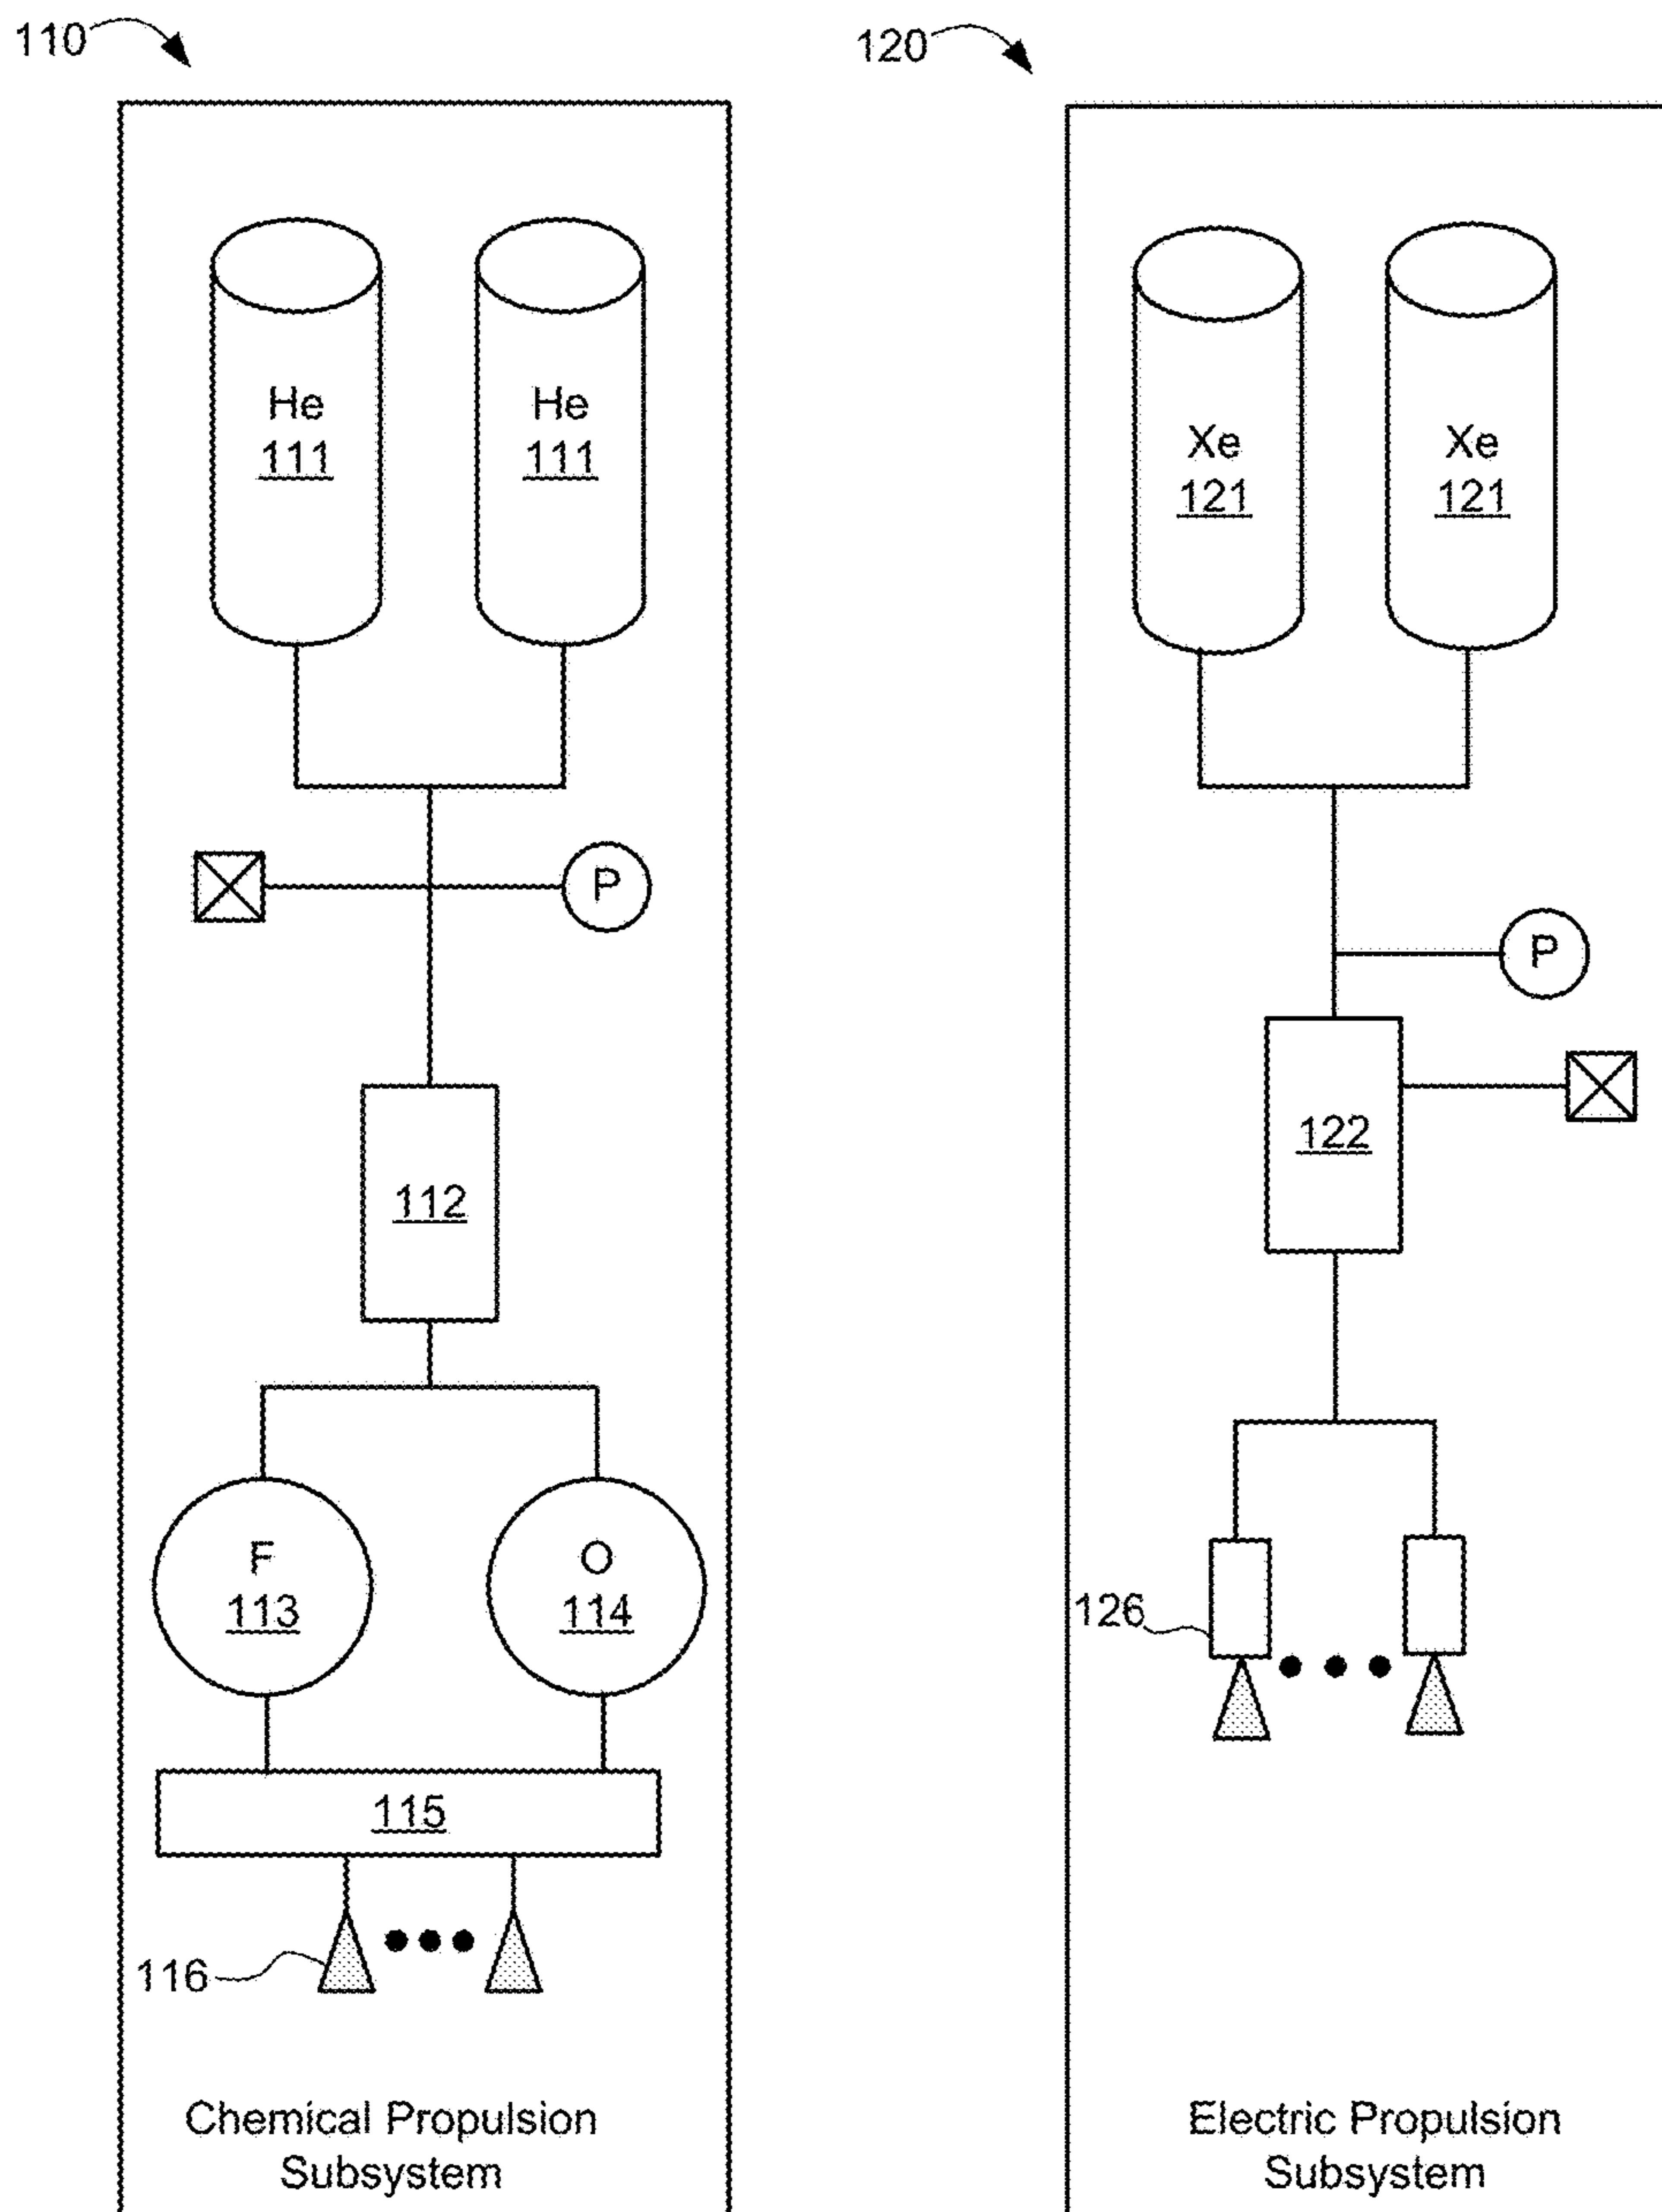 110
He
111
He
111
P
112
F
113
O
114
115
116
Chemical Propulsion
Subsystem
120
Xe
121
Xe
121
P
122
126
Electric Propulsion
Subsystem